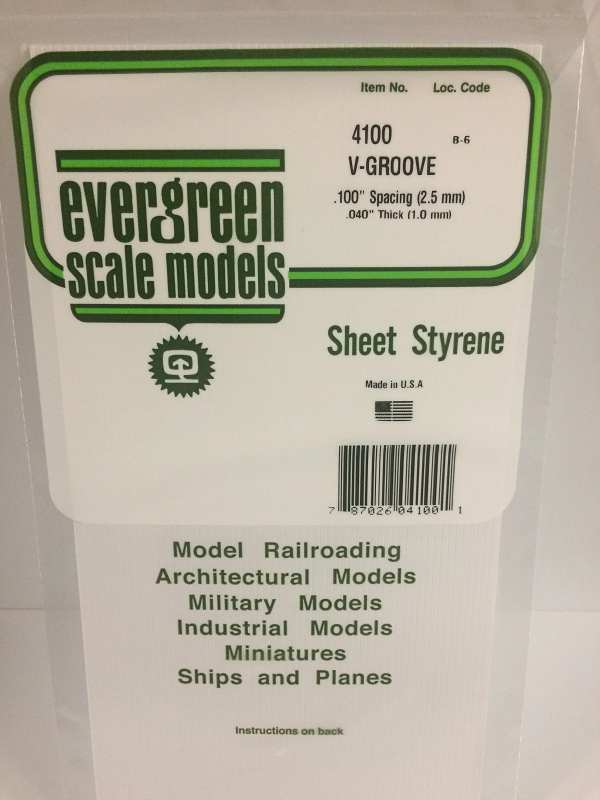 Item No. Loc. Code
4100 B-6
V-GROOVE
.100" Spacing (2.5 mm)
.040" Thick (1.0 mm)
evergreen
scale models
Sheet Styrene
Made in U.S.A
7 87026 04100 1
Model Railroading
Architectural Models
Military Models
Industrial Models
Miniatures
Ships and Planes
Instructions on back